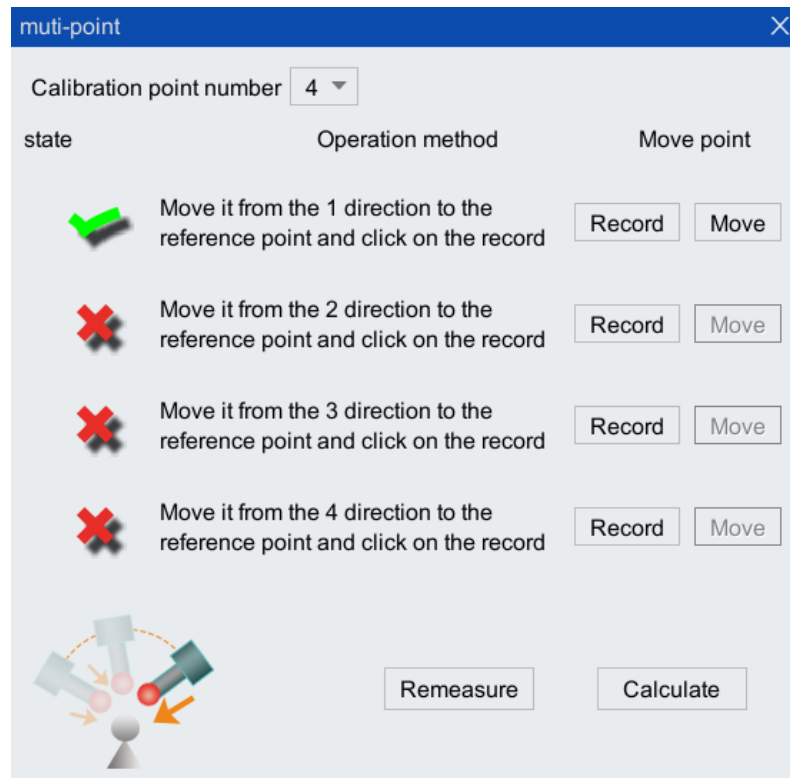 muti-point
Calibration point number 4
state Operation method Move point
Move it from the 1 direction to the
reference point and click on the record
Record Move
Move it from the 2 direction to the
reference point and click on the record
Record Move
Move it from the 3 direction to the
reference point and click on the record
Record Move
Move it from the 4 direction to the
reference point and click on the record
Record Move
Remeasure Calculate